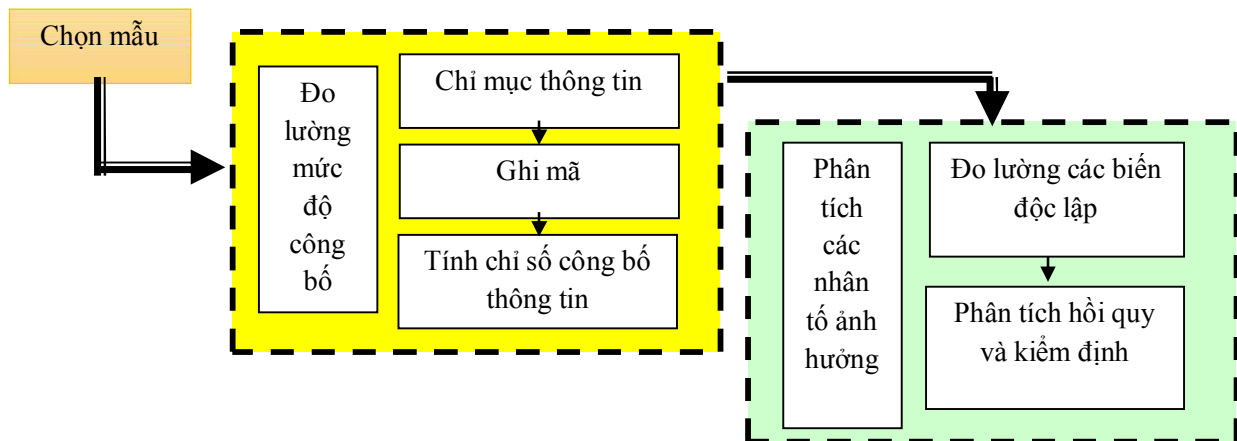 Chọn mẫu
Đo
lường
mức
độ
công
bố
Chỉ mục thông tin
Ghi mã
Tính chỉ số công bố
thông tin
Phân
tích
các
nhân
tố ảnh
hưởng
Đo lường các biến
độc lập
Phân tích hồi quy
và kiểm định